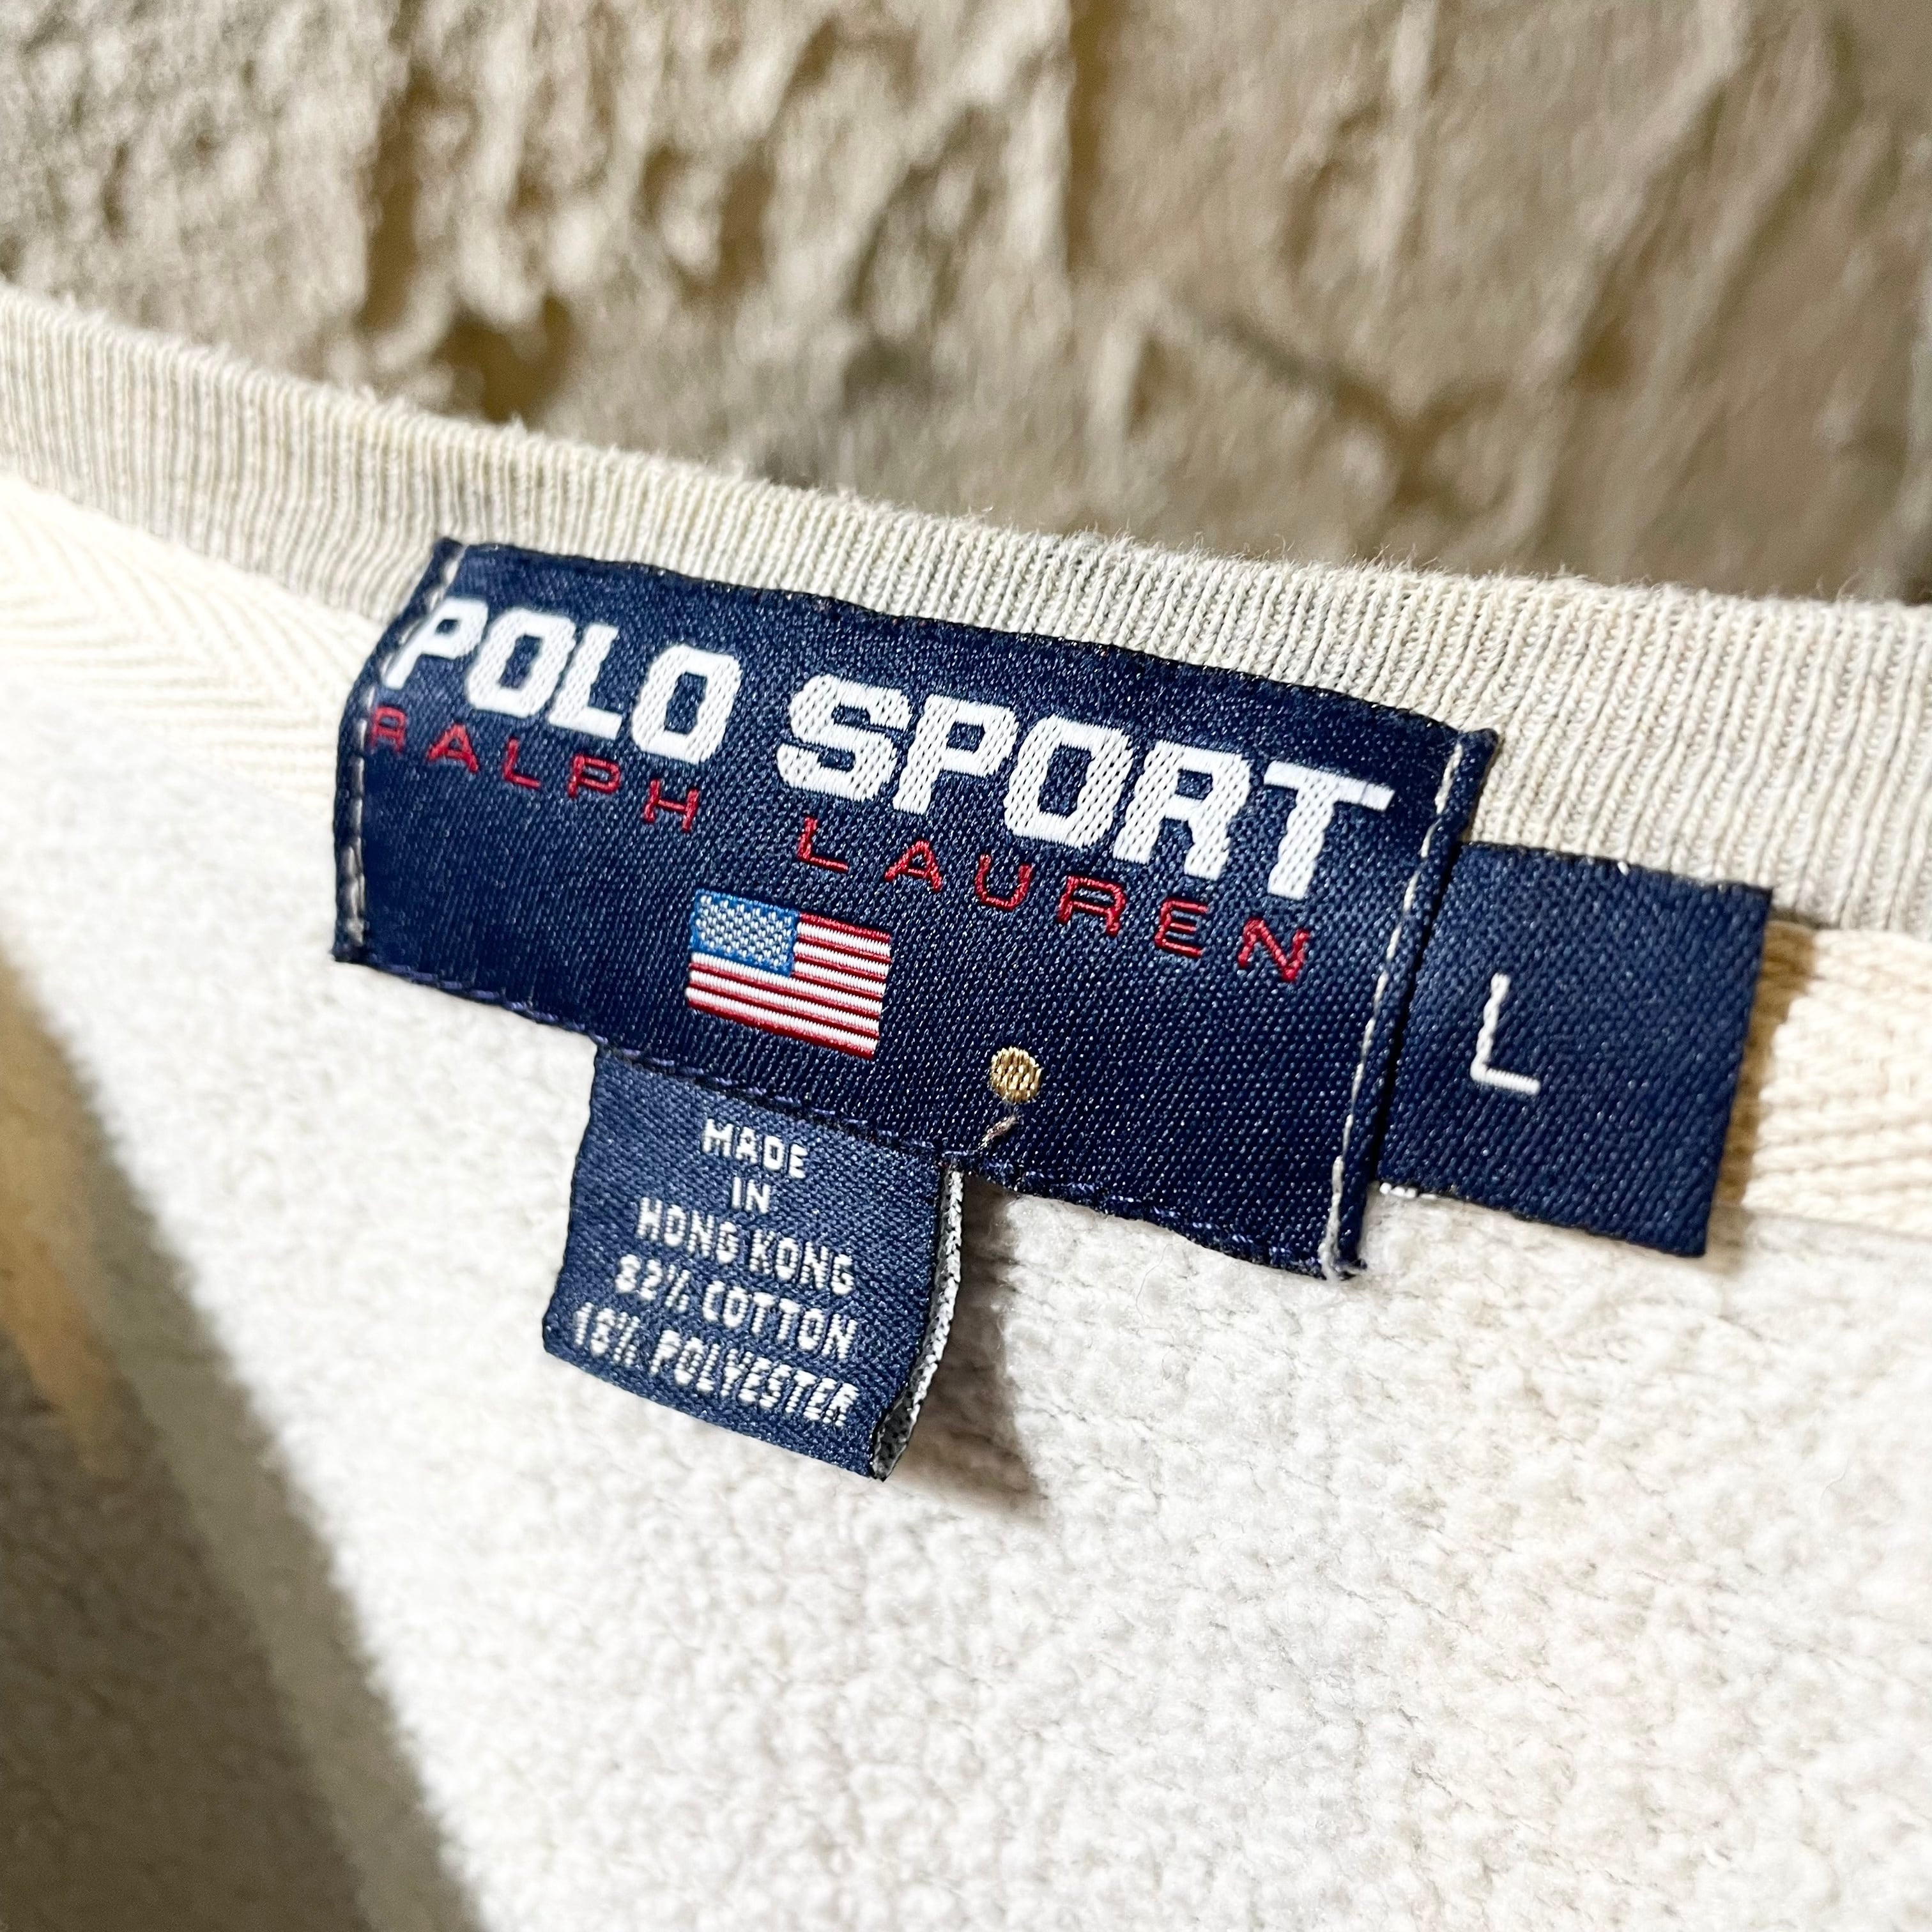 POLO SPORT
RALPH LAUREN
L
MADE
IN
HONG KONG
82% COTTON
18% POLYESTER